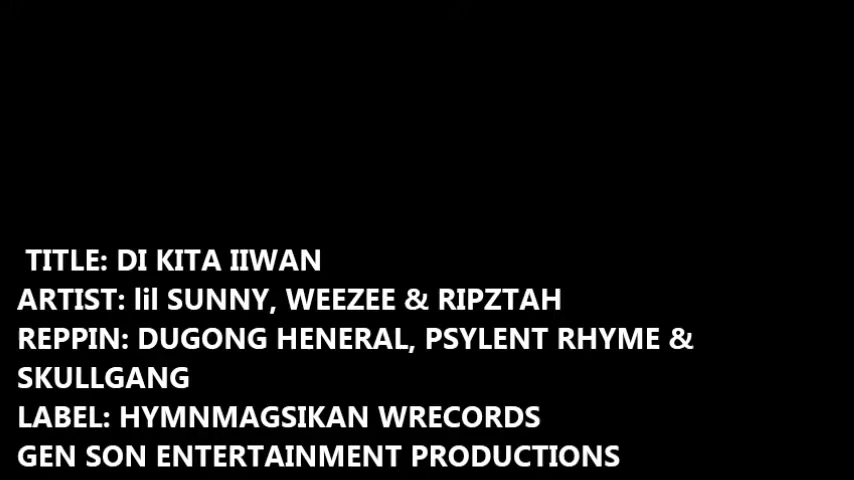 TITLE: DI KITA IIWAN
ARTIST: lil SUNNY, WEEZEE & RIPZTAH
REPPIN: DUGONG HENERAL, PSYLENT RHYME &
SKULLGANG
LABEL: HYMNMAGSIKAN WRECORDS
GEN SON ENTERTAINMENT PRODUCTIONS